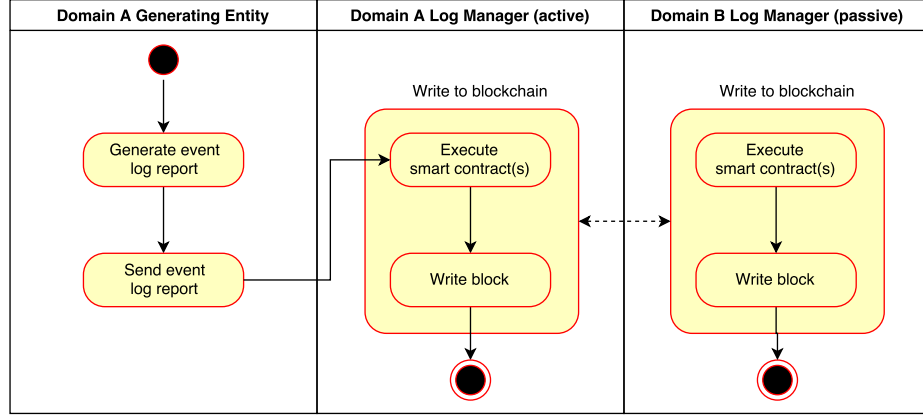 Domain A Generating Entity
Domain A Log Manager (active)
Domain B Log Manager (passive)
Write to blockchain
Write to blockchain
Generate event
log report
Execute
smart contract(s)
Execute
smart contract(s)
Send event
log report
Write block
Write block